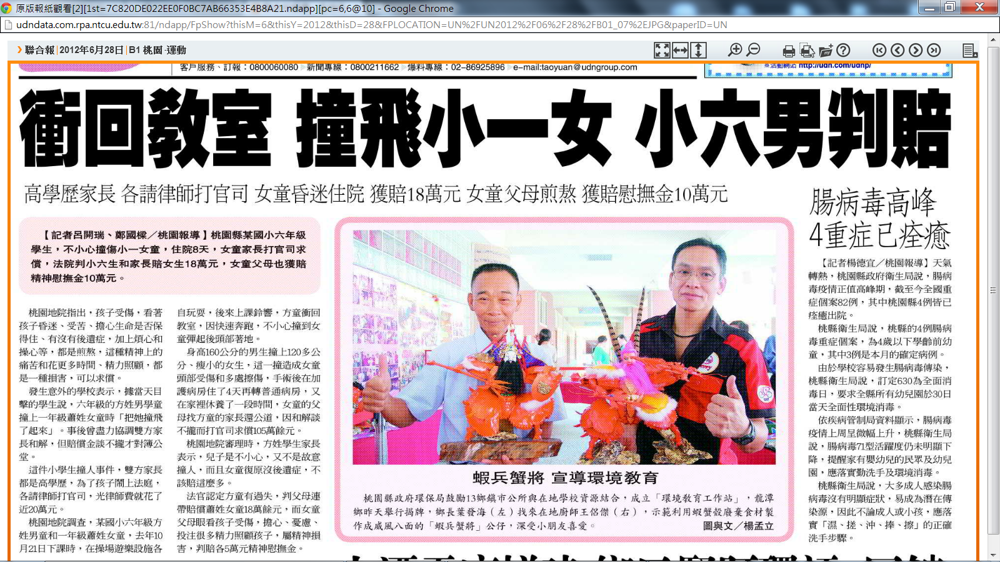 原版報紙觀看[2][1st=7C820DE022EE0F0BC7AB66353E4B8A21.ndapp][pc=6,6@10] - Google Chrome
udndata.com.rpa.ntcu.edu.tw:81/ndapp/FpShow?thisM=6&thisY=2012&thisD=28&FPLOCATION=UN%2FUN2012%2F06%2F28%2FB01_07%2EJPG&paperID=UN
聯合報|2012年6月28日|B1 桃園‧運動
客戶服務、訂報：0800060080 新聞專線：0800211662 爆料專線：02-86925896 e-mail:taoyuan@udngroup.com
※活動網站 http://udn.com/udnp/
衝回教室 撞飛小一女 小六男判賠
高學歷家長 各請律師打官司 女童昏迷住院 獲賠18萬元 女童父母煎熬 獲賠慰撫金10萬元
【記者呂開瑞、鄭國樑／桃園報導】桃園縣某國小六年級
學生，不小心撞傷小一女童，住院8天，女童家長打官司求
償，法院判小六生和家長賠女生18萬元，女童父母也獲賠
精神慰撫金10萬元。
桃園地院指出，孩子受傷，看著
孩子昏迷、受苦、擔心生命是否保
得住、有沒有後遺症，加上煩心和
操心等，都是煎熬，這種精神上的
痛苦和花更多時間、精力照顧，都
是一種損害，可以求償。
發生意外的學校表示，據當天目
擊的學生說，六年級的方姓男學童
撞上一年級蕭姓女童時「把她撞飛
了起來」。事後曾盡力協調雙方家
長和解，但賠償金談不攏才對簿公
堂。
這件小學生撞人事件，雙方家長
都是高學歷，為了孩子鬧上法庭，
各請律師打官司，光律師費就花了
近20萬元。
桃園地院調查，某國小六年級方
姓男童和一年級蕭姓女童，去年10
月21日下課時，在操場遊樂設施各
自玩耍，後來上課鈴響，方童衝回
教室，因快速奔跑，不小心撞到女
童彈起後頭部著地。
身高160公分的男生撞上120多公
分、瘦小的女生，這一撞造成女童
頭部受傷和多處擦傷，手術後在加
護病房住了4天再轉普通病房，又
在家裡休養了一段時間，女童的父
母找方童的家長還公道，因和解談
不攏而打官司求償105萬餘元。
桃園地院審理時，方姓學生家長
表示，兒子是不小心，又不是故意
撞人，而且女童復原沒後遺症，不
該賠這麼多。
法官認定方童有過失，判父母連
帶賠償蕭姓女童18萬餘元，而女童
父母眼看孩子受傷，擔心、憂慮、
投注很多精力照顧孩子，屬精神損
害，判賠各5萬元精神慰撫金。
蝦兵蟹將 宣導環境教育
桃園縣政府環保局鼓勵13鄉鎮市公所與在地學校資源結合，成立「環境教育工作站」，龍潭
鄉昨天舉行揭牌，鄉長葉發海（左）找來在地廚師王侶傑（右），示範利用蝦蟹殼廢棄食材製
作成威風八面的「蝦兵蟹將」公仔，深受小朋友喜愛。 圖與文／楊孟立
腸病毒高峰
4重症已痊癒
【記者楊德宜／桃園報導】天氣
轉熱，桃園縣政府衛生局說，腸病
毒疫情正值高峰期，截至今全國重
症個案82例，其中桃園縣4例皆已
痊癒出院。
桃縣衛生局說，桃縣的4例腸病
毒重症個案，為4歲以下學齡前幼
童，其中3例是本月的確定病例。
由於學校容易發生腸病毒傳染，
桃縣衛生局說，訂定630為全面消
毒日，要求全縣所有幼兒園於30日
當天全面性環境消毒。
依疾病管制局資料顯示，腸病毒
疫情上周呈微幅上升，桃縣衛生局
說，腸病毒71型活躍度仍未明顯下
降，提醒家有嬰幼兒的民眾及幼兒
園，應落實勤洗手及環境消毒。
桃縣衛生局說，大多成人感染腸
病毒沒有明顯症狀，易成為潛在傳
染源，因此不論成人或小孩，應落
實「濕、搓、沖、捧、擦」的正確
洗手步驟。